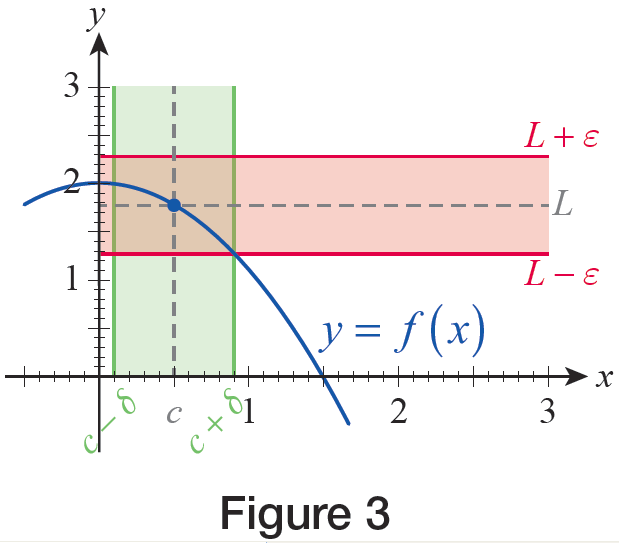 y
3
L + ε
2
L
1
L − ε
y = f(x)
x
c − δ
c
c + δ
1
2
3
Figure 3